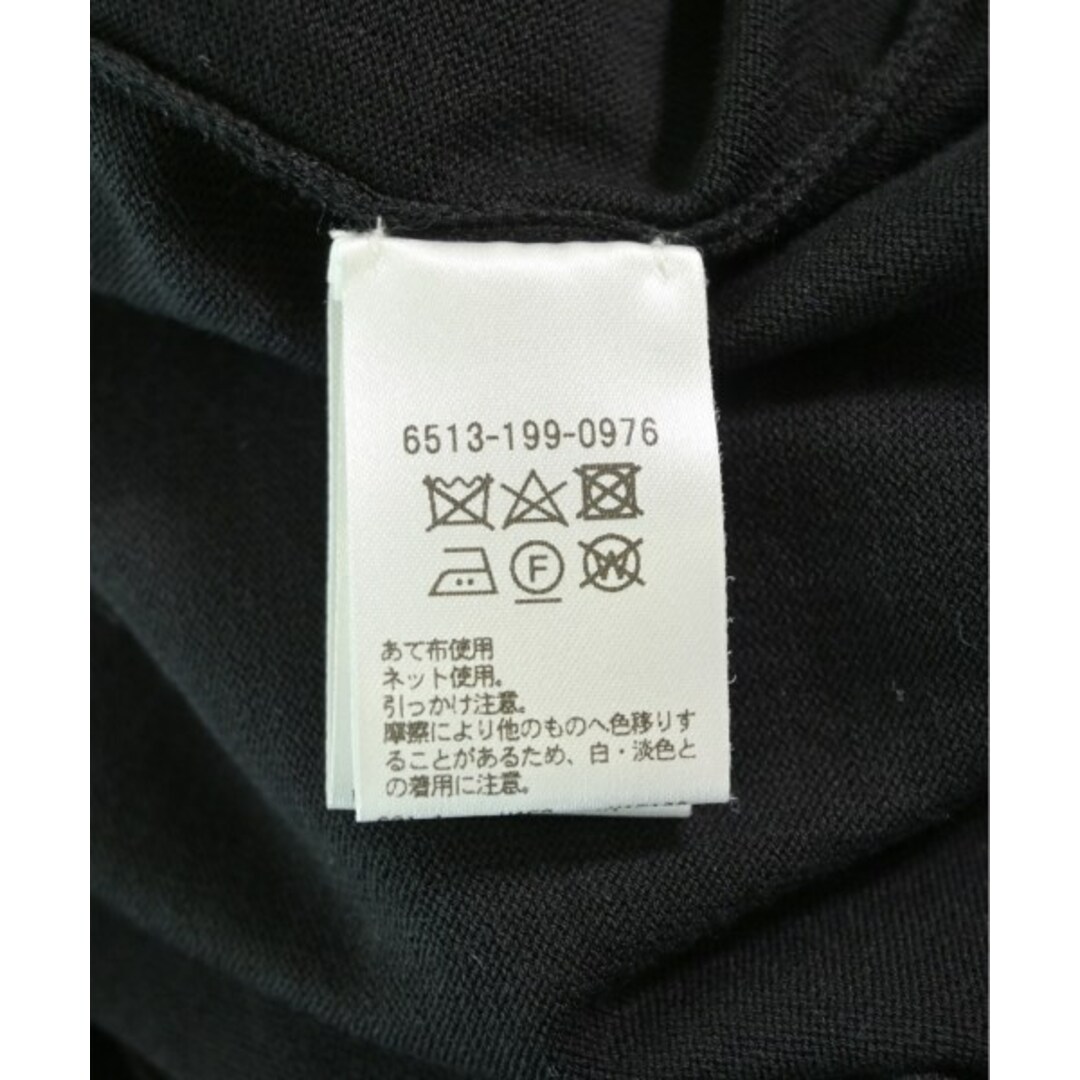 6513-199-0976
F
W
あて布使用
ネット使用。
引っかけ注意。
摩擦により他のものへ色移りす
ることがあるため、白・淡色と
の着用に注意。